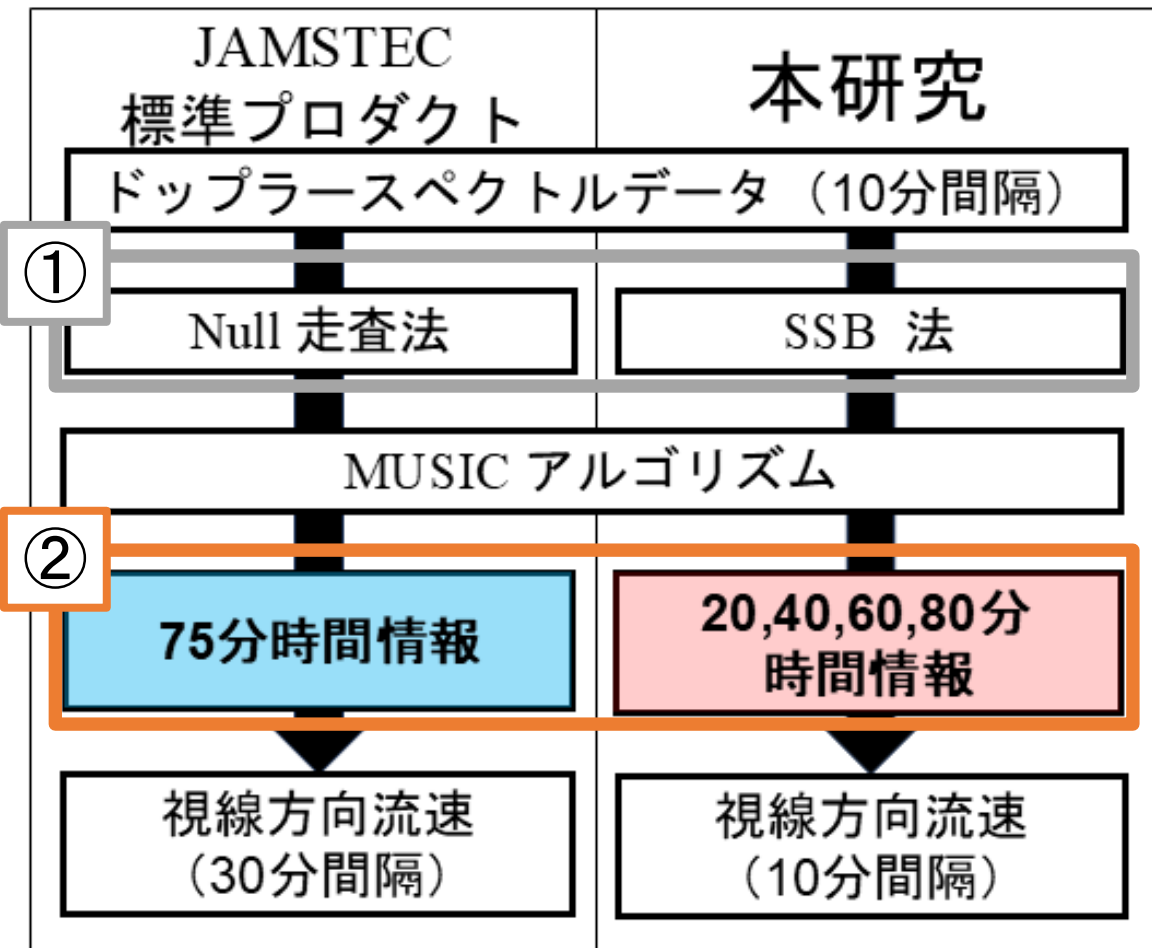 JAMSTEC
標準プロダクト
本研究
ドップラースペクトルデータ（10分間隔）
①
Null 走査法
SSB 法
MUSIC アルゴリズム
②
75分時間情報
20,40,60,80分
時間情報
視線方向流速
（30分間隔）
視線方向流速
（10分間隔）